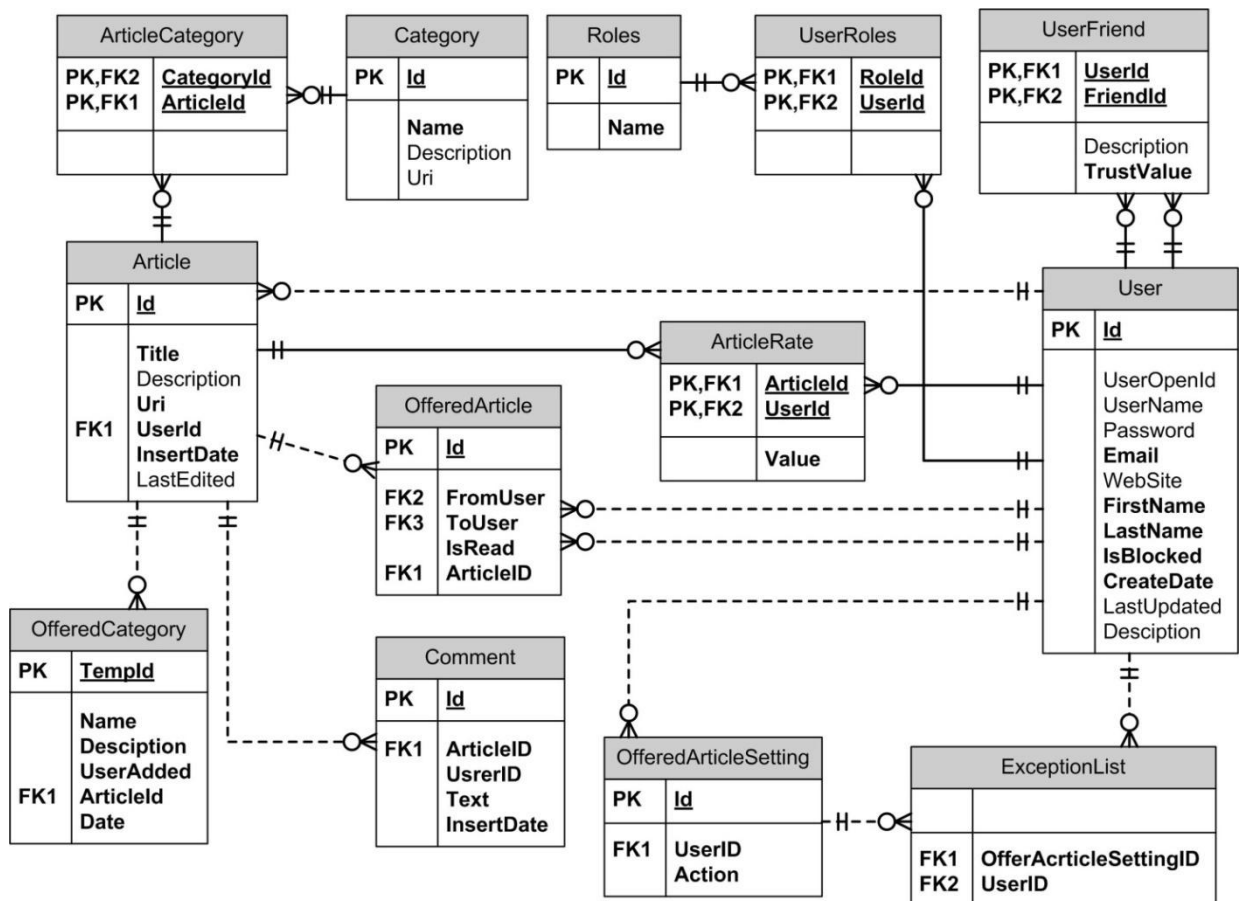 ArticleCategory
PK,FK2 CategoryId
PK,FK1 ArticleId
Category
PK Id
Name
Description
Uri
Roles
PK Id
Name
UserRoles
PK,FK1 RoleId
PK,FK2 UserId
UserFriend
PK,FK1 UserId
PK,FK2 FriendId
Description
TrustValue
Article
PK Id
Title
Description
Uri
FK1 UserId
InsertDate
LastEdited
ArticleRate
PK,FK1 ArticleId
PK,FK2 UserId
Value
User
PK Id
UserOpenId
UserName
Password
Email
WebSite
FirstName
LastName
IsBlocked
CreateDate
LastUpdated
Desciption
OfferedArticle
PK Id
FK2 FromUser
FK3 ToUser
IsRead
FK1 ArticleID
OfferedCategory
PK TempId
Name
Desciption
UserAdded
FK1 ArticleId
Date
Comment
PK Id
FK1 ArticleID
UsrerID
Text
InsertDate
OfferedArticleSetting
PK Id
FK1 UserID
Action
ExceptionList
FK1 OfferAcrticleSettingID
FK2 UserID